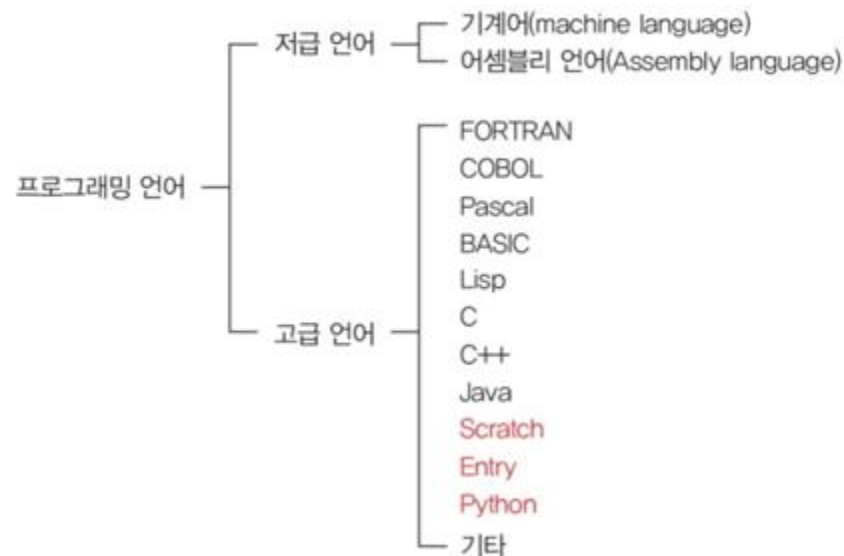 저급 언어
기계어(machine language)
어셈블리 언어(Assembly language)
프로그래밍 언어
고급 언어
FORTRAN
COBOL
Pascal
BASIC
Lisp
C
C++
Java
Scratch
Entry
Python
기타